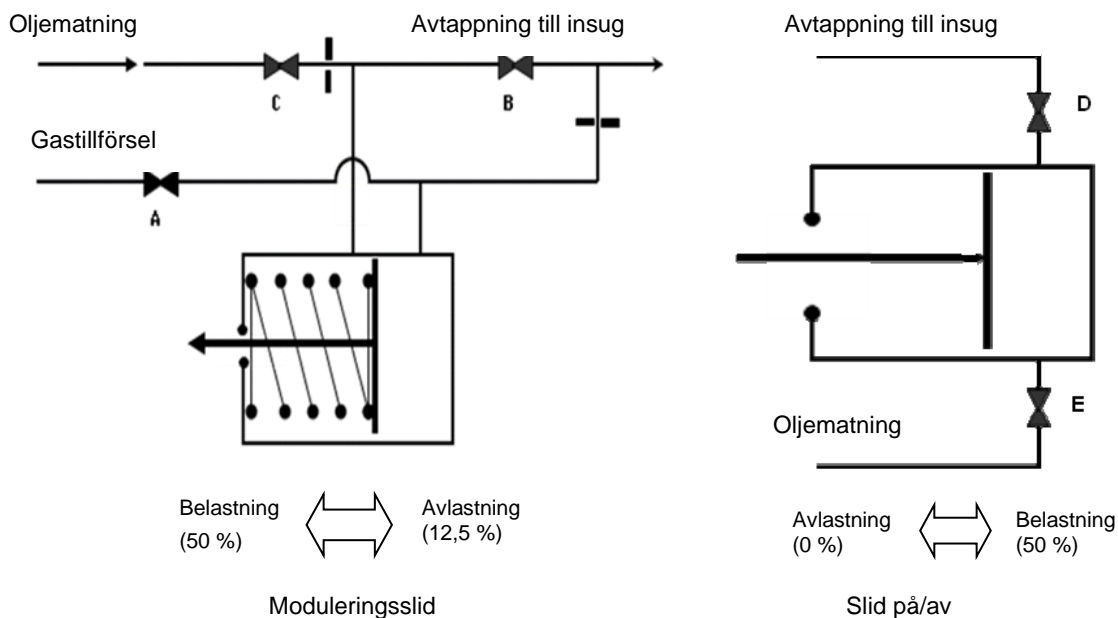 Oljematning
Avtappning till insug
Avtappning till insug
C
B
D
Gastillförsel
A
E
Oljematning
Belastning
(50 %)
Avlastning
(12,5 %)
Avlastning
(0 %)
Belastning
(50 %)
Moduleringsslid
Slid på/av